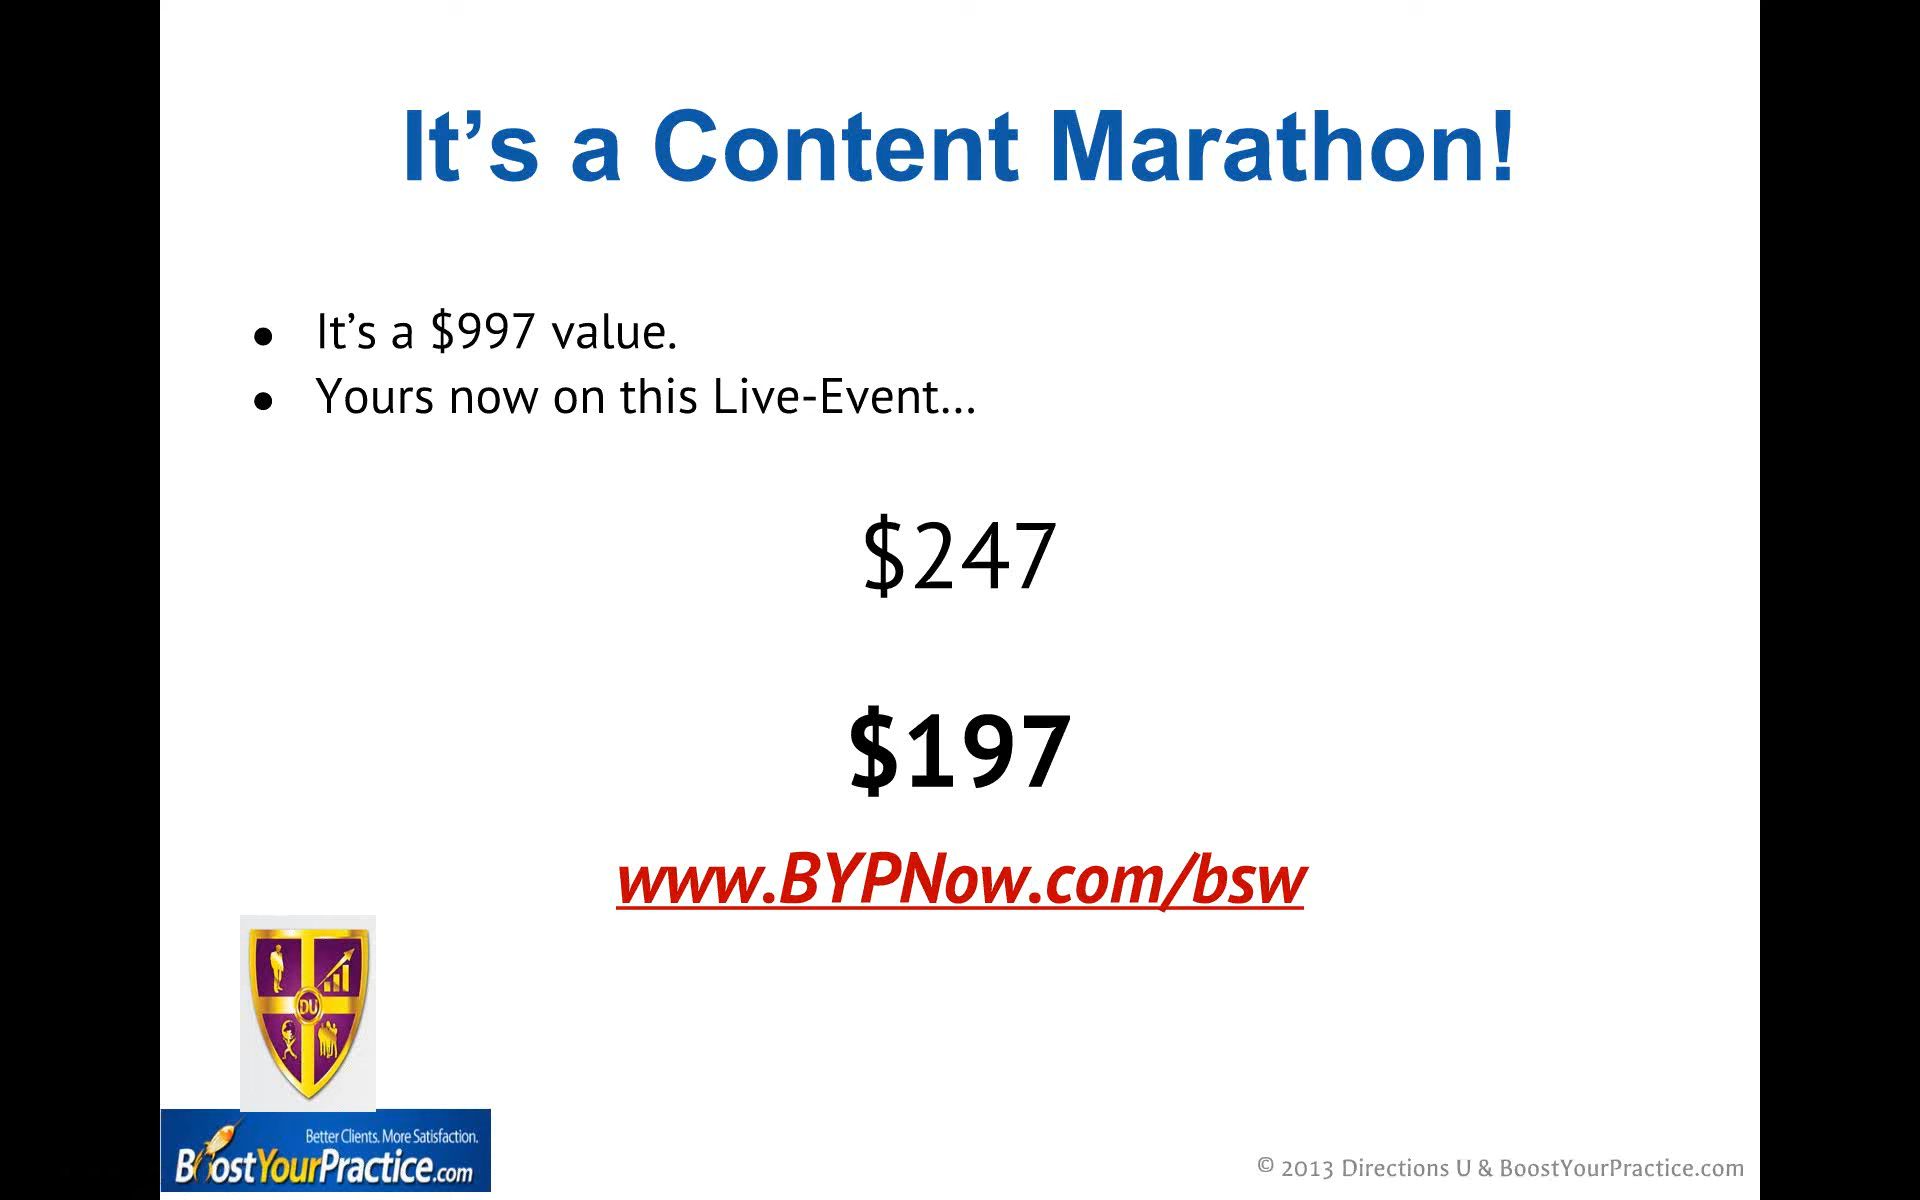 It’s a Content Marathon!
● It’s a $997 value.
● Yours now on this Live-Event...
$247
$197
www.BYPNow.com/bsw
DU
Better Clients. More Satisfaction.
BoostYourPractice.com
© 2013 Directions U & BoostYourPractice.com